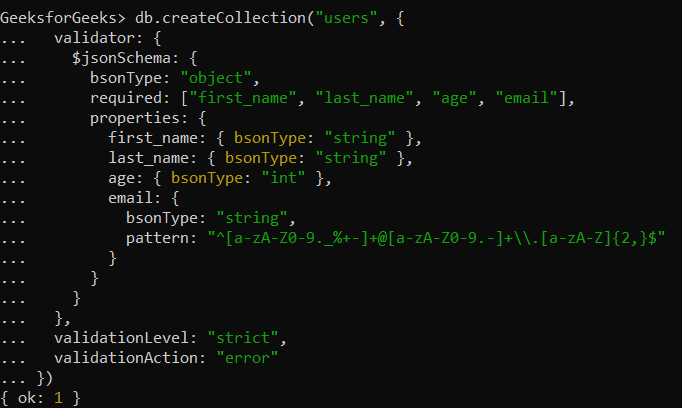 GeeksforGeeks> db.createCollection("users", {
...   validator: {
...     $jsonSchema: {
...       bsonType: "object",
...       required: ["first_name", "last_name", "age", "email"],
...       properties: {
...         first_name: { bsonType: "string" },
...         last_name: { bsonType: "string" },
...         age: { bsonType: "int" },
...         email: {
...           bsonType: "string",
...           pattern: "^[a-zA-Z0-9._%+-]+@[a-zA-Z0-9.-]+\\.[a-zA-Z]{2,}$"
...         }
...       }
...     }
...   },
...   validationLevel: "strict",
...   validationAction: "error"
... })
{ ok: 1 }